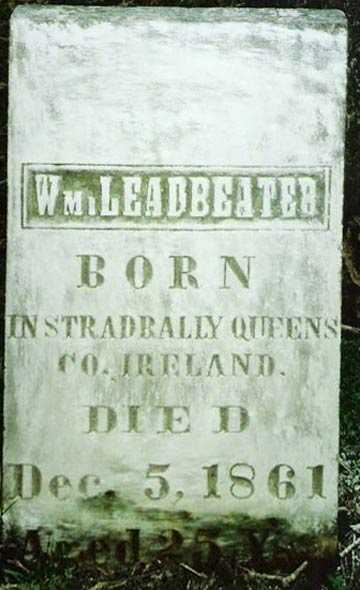 Wm. LEADBEATER
BORN
IN STRADBALLY QUEENS
CO. IRELAND.
DIED
Dec. 5, 1861
Aged 25 Y